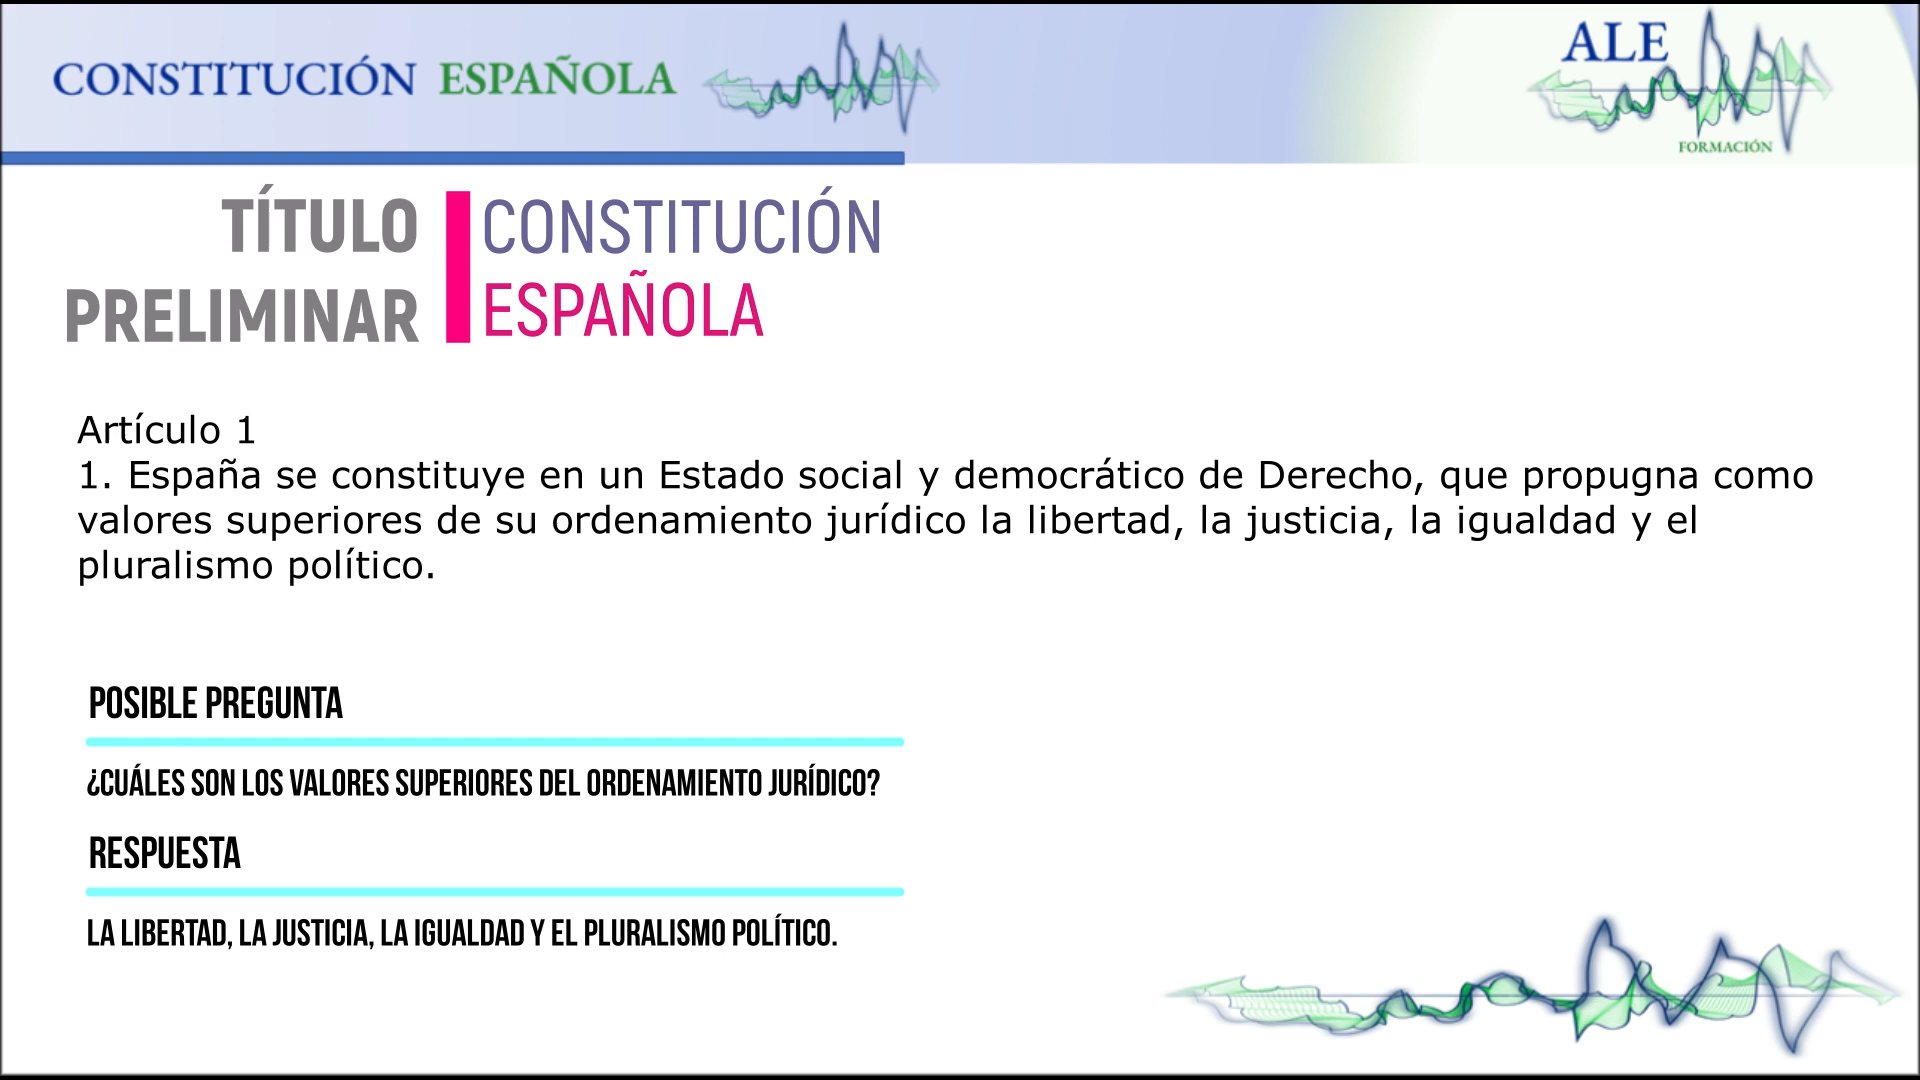 CONSTITUCIÓN ESPAÑOLA
ALE
FORMACIÓN
TÍTULO
PRELIMINAR
CONSTITUCIÓN
ESPAÑOLA
Artículo 1
1. España se constituye en un Estado social y democrático de Derecho, que propugna como
valores superiores de su ordenamiento jurídico la libertad, la justicia, la igualdad y el
pluralismo político.
POSIBLE PREGUNTA
¿CUÁLES SON LOS VALORES SUPERIORES DEL ORDENAMIENTO JURÍDICO?
RESPUESTA
LA LIBERTAD, LA JUSTICIA, LA IGUALDAD Y EL PLURALISMO POLÍTICO.